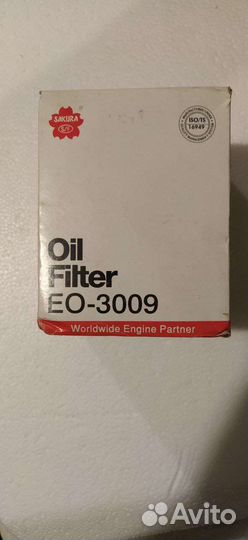 SAKURA
S/F
ISO/TS
16949
Oil
Filter
EO-3009
Worldwide Engine Partner
Avito